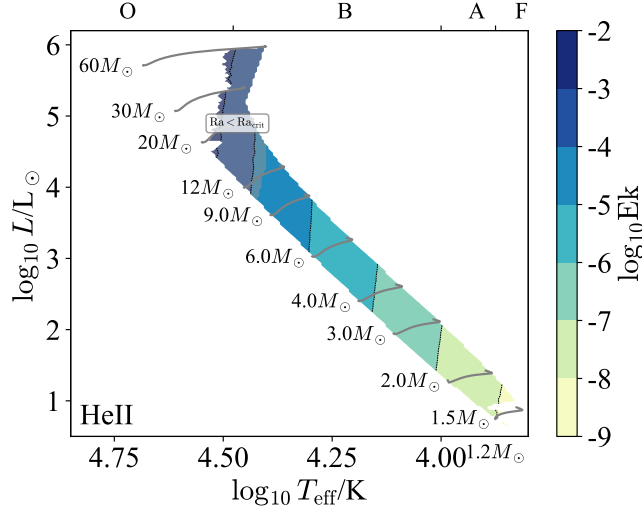 O B A F
6
5
4
3
2
1
log₁₀ L/L⊙
60M⊙
30M⊙
20M⊙
12M⊙
9.0M⊙
6.0M⊙
4.0M⊙
3.0M⊙
2.0M⊙
1.5M⊙
1.2M⊙
Ra < Ra_crit
HeII
4.75 4.50 4.25 4.00
log₁₀ T_eff/K
-2
-3
-4
-5
-6
-7
-8
-9
log₁₀Ek